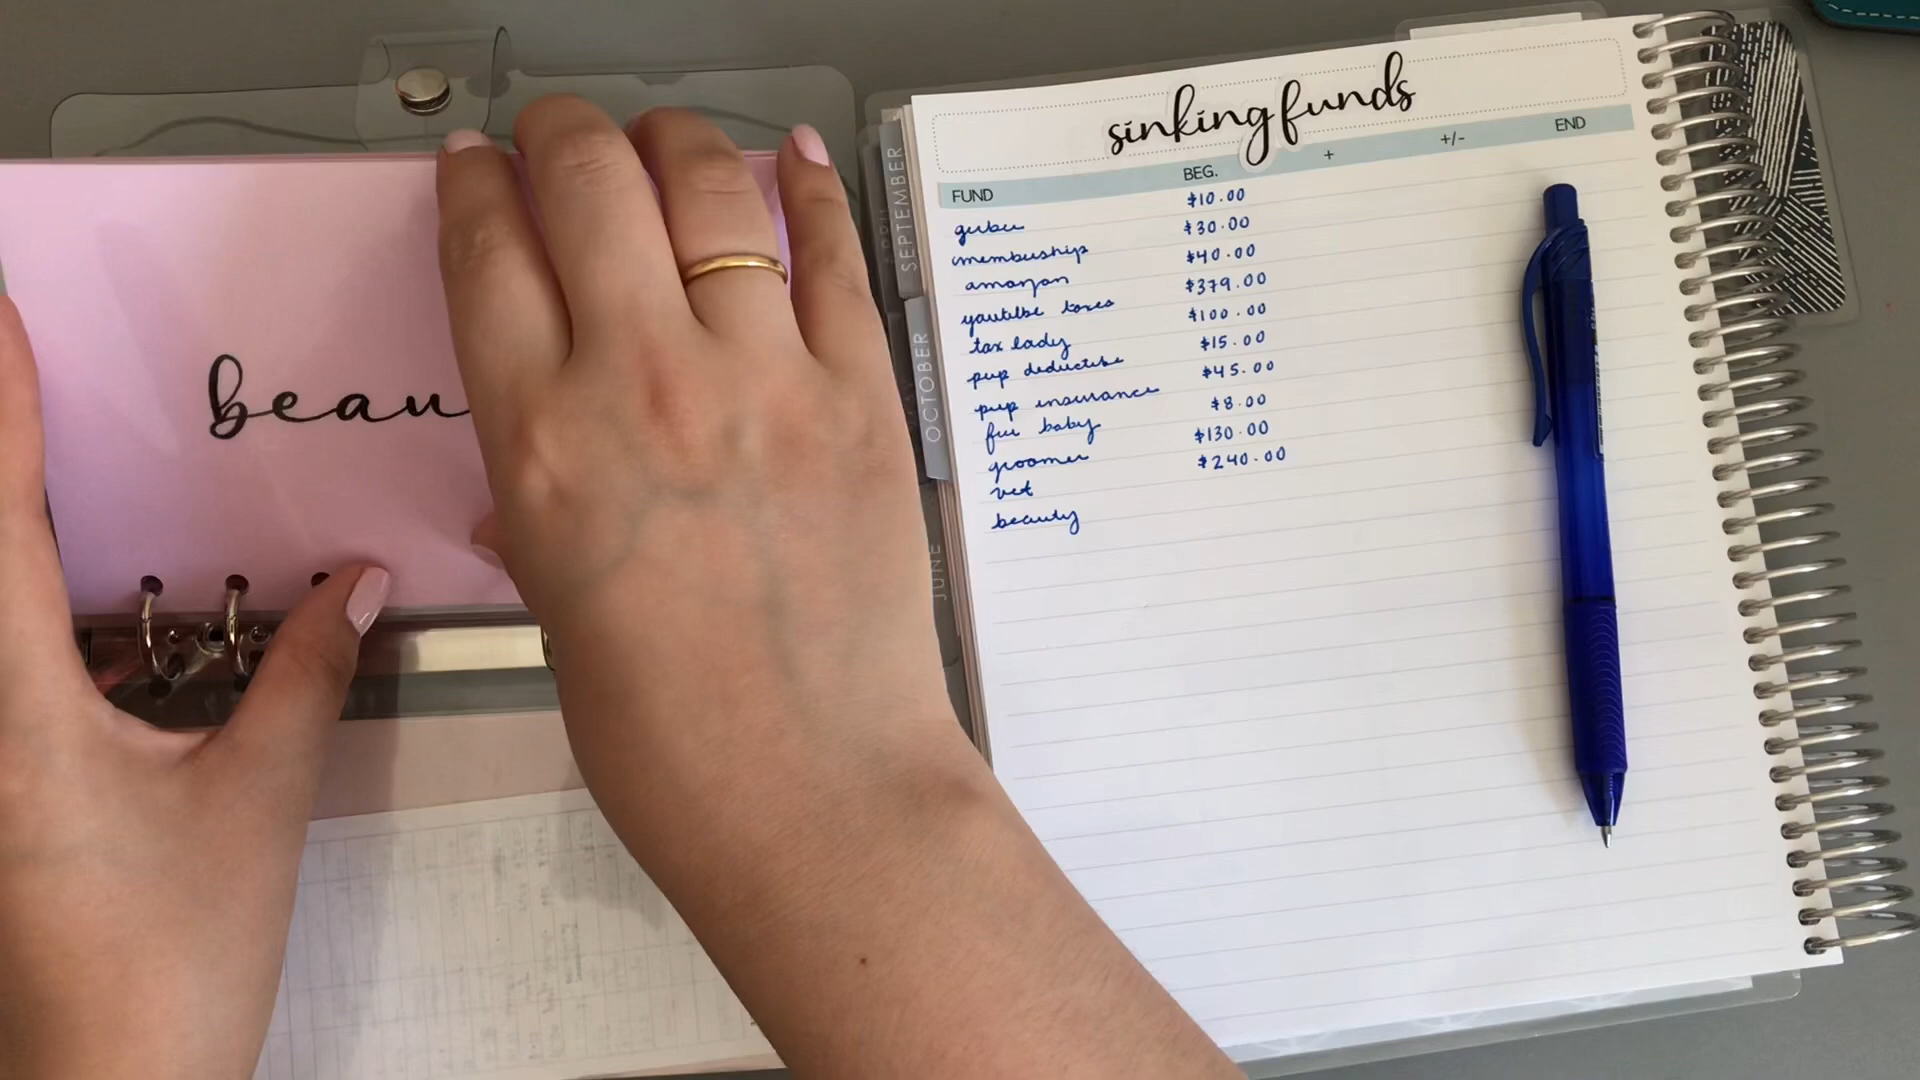 beau
sinking funds
FUND BEG. + +/- END
$10.00
membership $30.00
amazon $40.00
youtube taxes $379.00
tax lady $100.00
pup deductible $15.00
pup insurance $45.00
fur baby $8.00
groomer $130.00
vet $240.00
beauty
SEPTEMBER
OCTOBER
JUNE